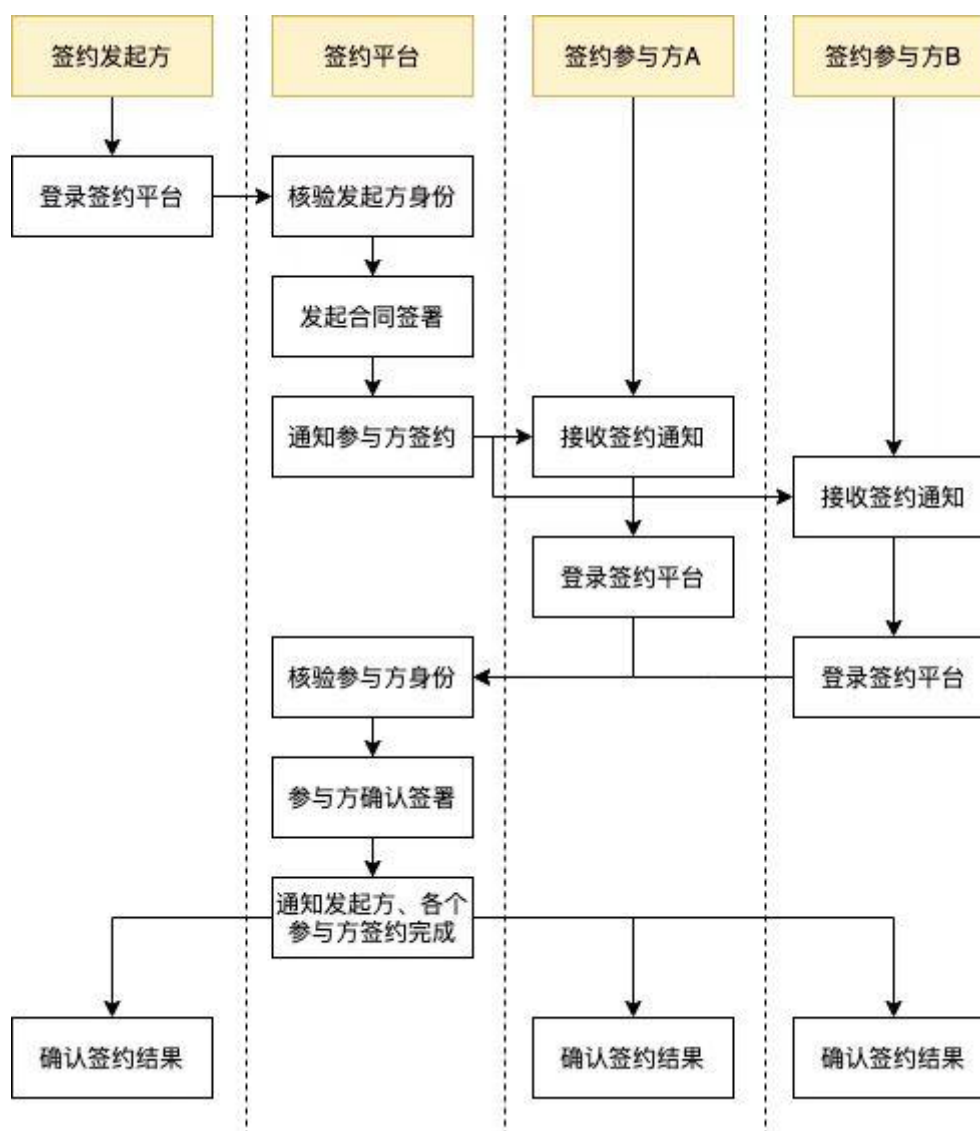 签约发起方
签约平台
签约参与方A
签约参与方B
登录签约平台
核验发起方身份
发起合同签署
通知参与方签约
接收签约通知
接收签约通知
登录签约平台
核验参与方身份
登录签约平台
参与方确认签署
通知发起方、各个
参与方签约完成
确认签约结果
确认签约结果
确认签约结果